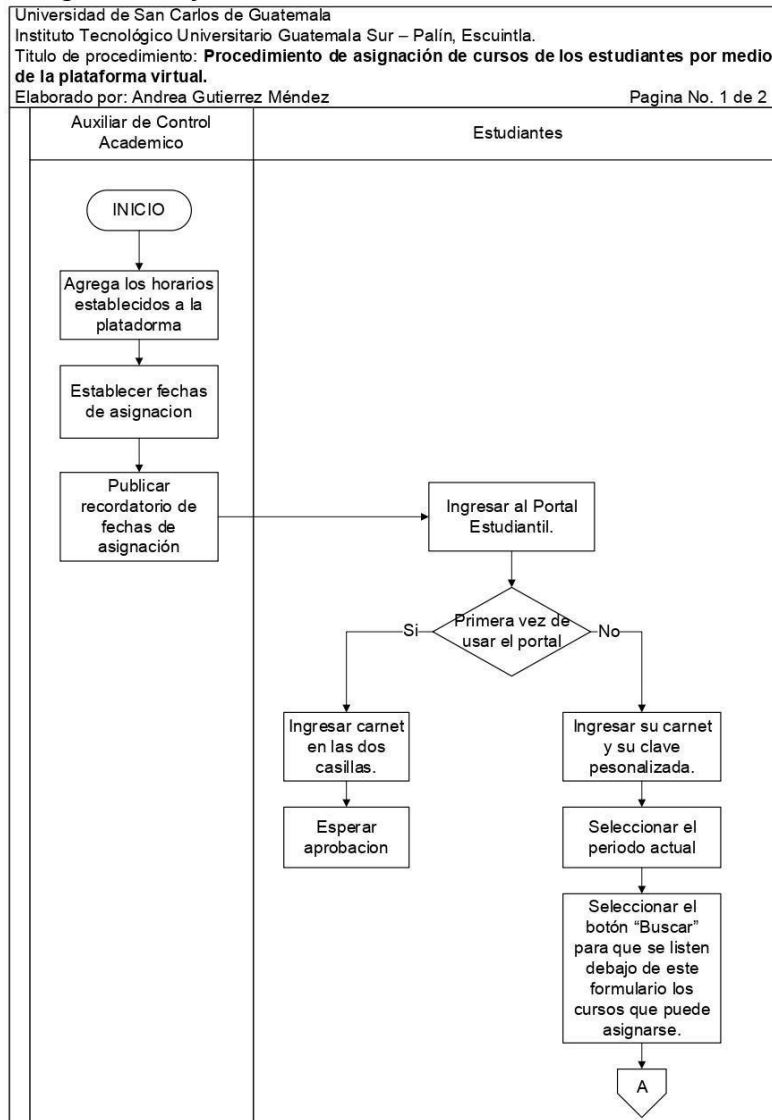 Universidad de San Carlos de Guatemala
Instituto Tecnológico Universitario Guatemala Sur – Palín, Escuintla.
Titulo de procedimiento: Procedimiento de asignación de cursos de los estudiantes por medio
de la plataforma virtual.
Elaborado por: Andrea Gutierrez Méndez Pagina No. 1 de 2
Auxiliar de Control
Academico
Estudiantes
INICIO
Agrega los horarios
establecidos a la
platadorma
Establecer fechas
de asignacion
Publicar
recordatorio de
fechas de
asignación
Ingresar al Portal
Estudiantil.
Primera vez de
usar el portal
Si
No
Ingresar carnet
en las dos
casillas.
Esperar
aprobacion
Ingresar su carnet
y su clave
pesonalizada.
Seleccionar el
periodo actual
Seleccionar el
botón “Buscar”
para que se listen
debajo de este
formulario los
cursos que puede
asignarse.
A